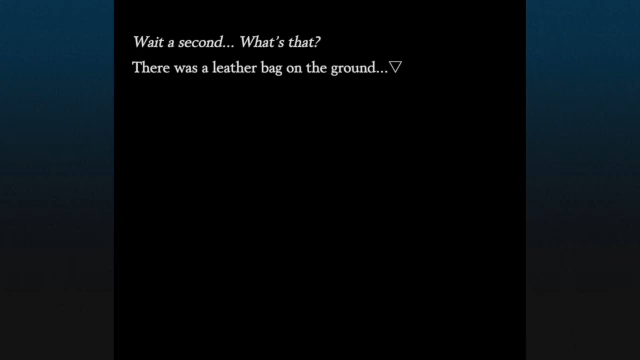 Wait a second... What's that?
There was a leather bag on the ground...▽